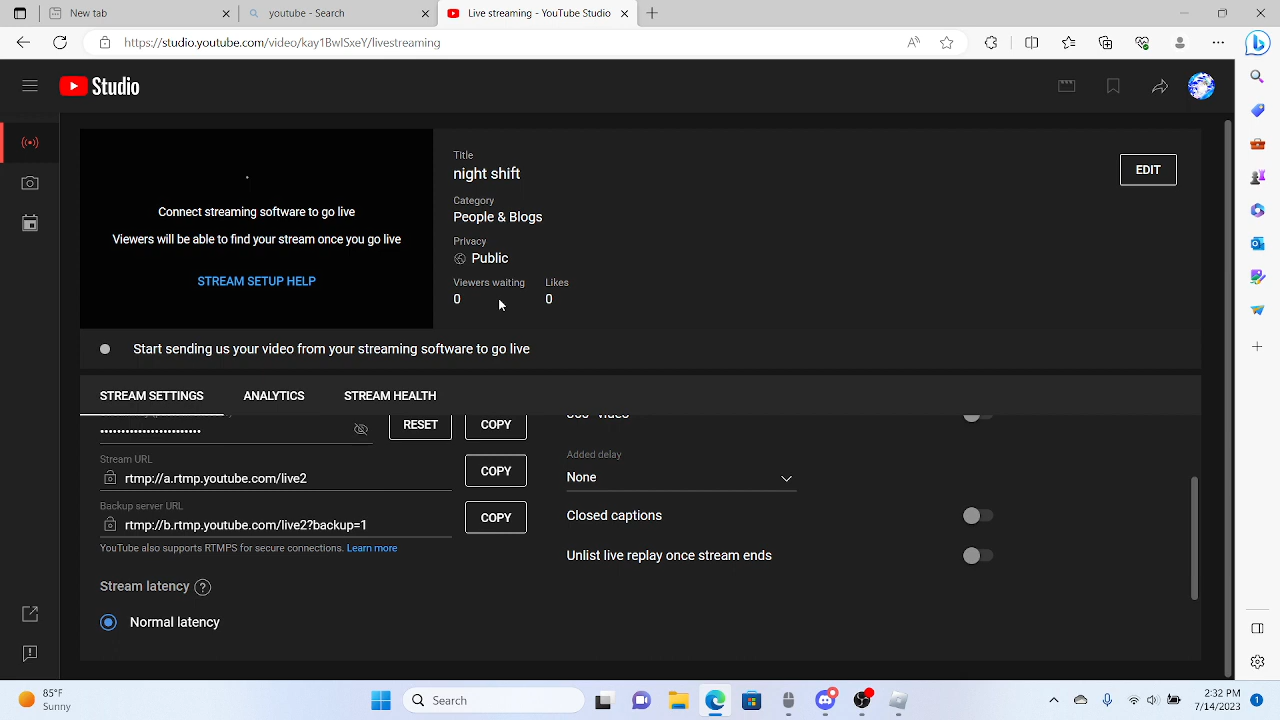 New tab
youtube - Search
Live streaming - YouTube Studio
https://studio.youtube.com/video/kay1BwlSxeY/livestreaming
Studio
Connect streaming software to go live
Viewers will be able to find your stream once you go live
STREAM SETUP HELP
Title
night shift
EDIT
Category
People & Blogs
Privacy
Public
Viewers waiting
Likes
0
0
Start sending us your video from your streaming software to go live
STREAM SETTINGS
ANALYTICS
STREAM HEALTH
RESET
COPY
Stream URL
rtmp://a.rtmp.youtube.com/live2
COPY
Backup server URL
rtmp://b.rtmp.youtube.com/live2?backup=1
COPY
YouTube also supports RTMPS for secure connections. Learn more
Stream latency
Normal latency
Added delay
None
Closed captions
Unlist live replay once stream ends
85°F
Sunny
Search
2:32 PM
7/14/2023
1